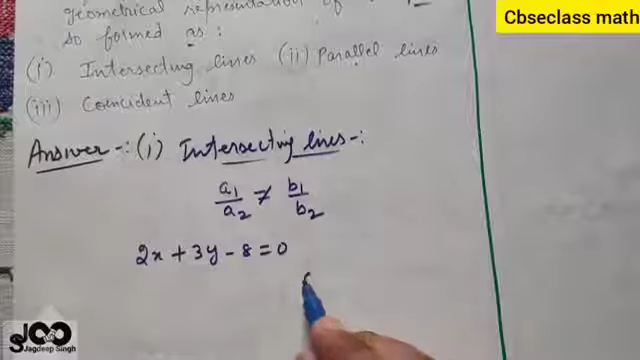 geometrical representation of
so formed as:
(i) Intersecting lines (ii) Parallel lines
(iii) Coincident lines
Answer -: (i) Intersecting lines -:
a₁/a₂ ≠ b₁/b₂
2x + 3y - 8 = 0
Cbseclass math
Jagdeep Singh